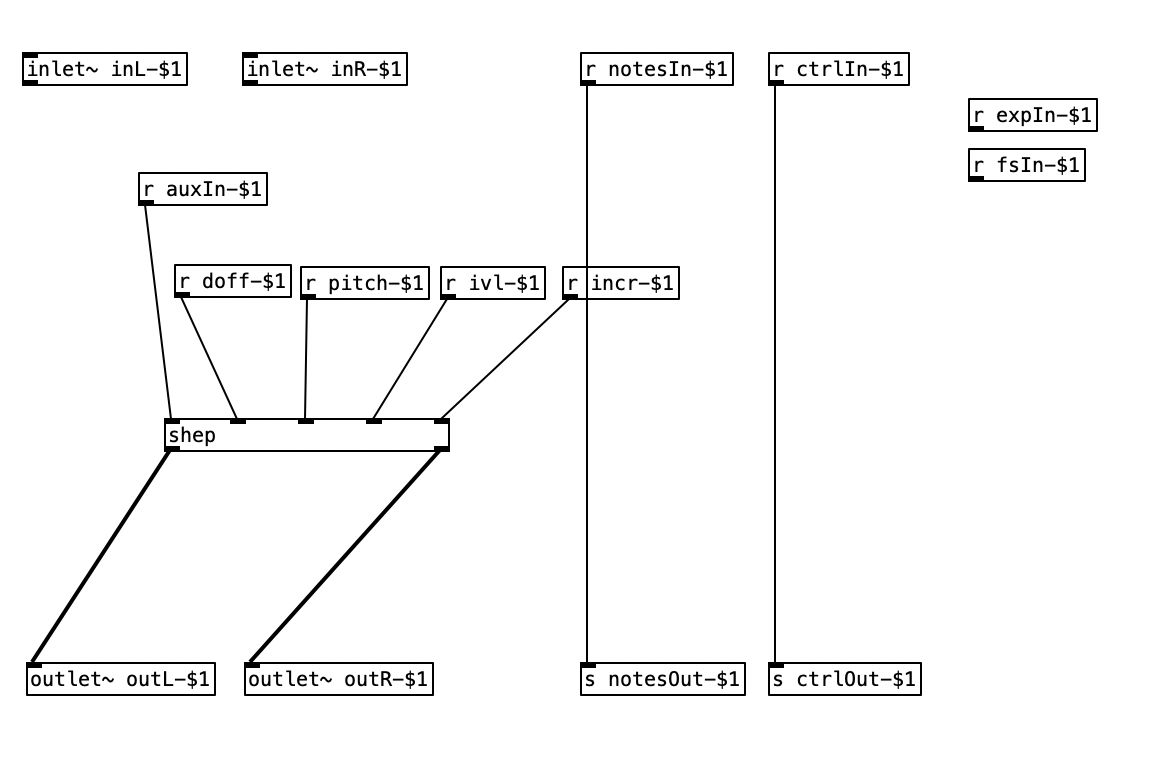 inlet~ inL-$1
inlet~ inR-$1
r notesIn-$1
r ctrlIn-$1
r expIn-$1
r fsIn-$1
r auxIn-$1
r doff-$1
r pitch-$1
r ivl-$1
r incr-$1
shep
outlet~ outL-$1
outlet~ outR-$1
s notesOut-$1
s ctrlOut-$1